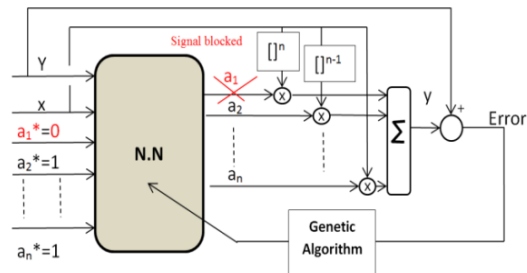 Signal blocked
[]ⁿ
[]ⁿ⁻¹
Y
x
a₁*=0
a₂*=1
aₙ*=1
N.N
a₁
a₂
aₙ
x
x
x
Σ
y
+
Error
Genetic
Algorithm